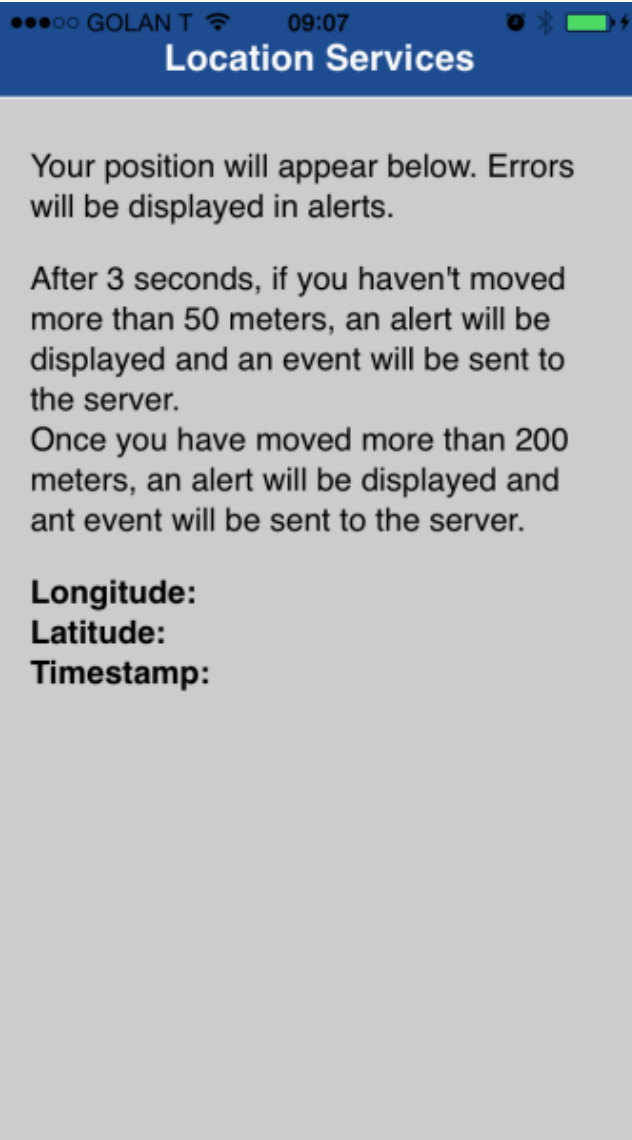 GOLAN T 09:07
Location Services
Your position will appear below. Errors
will be displayed in alerts.
After 3 seconds, if you haven't moved
more than 50 meters, an alert will be
displayed and an event will be sent to
the server.
Once you have moved more than 200
meters, an alert will be displayed and
ant event will be sent to the server.
Longitude:
Latitude:
Timestamp: